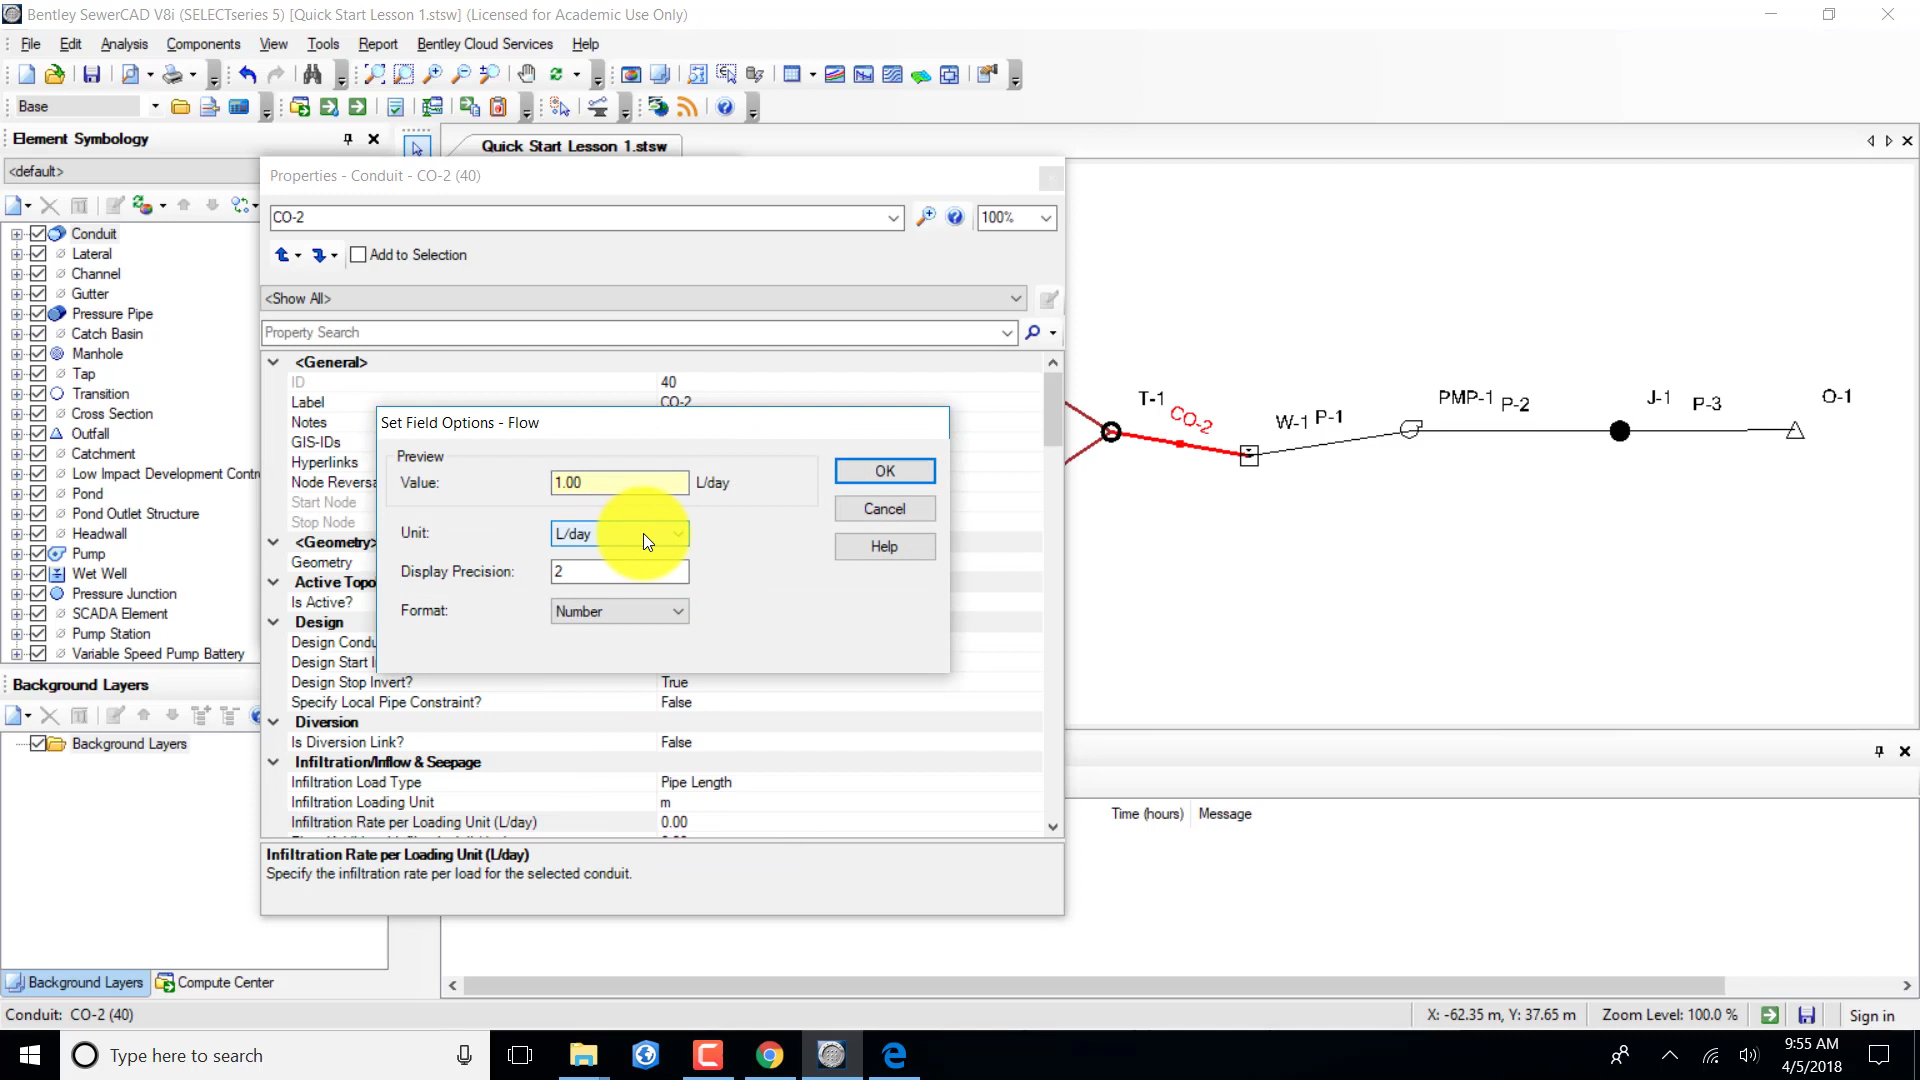 Bentley SewerCAD V8i (SELECTseries 5) [Quick Start Lesson 1.stsw] (Licensed for Academic Use Only)
File Edit Analysis Components View Tools Report Bentley Cloud Services Help
Base
Element Symbology
Quick Start Lesson 1.stsw
<default>
Conduit
Lateral
Channel
Gutter
Pressure Pipe
Catch Basin
Manhole
Tap
Transition
Cross Section
Outfall
Catchment
Low Impact Development Contr
Pond
Pond Outlet Structure
Headwall
Pump
Wet Well
Pressure Junction
SCADA Element
Pump Station
Variable Speed Pump Battery
Background Layers
Background Layers
Background Layers Compute Center
Properties - Conduit - CO-2 (40)
CO-2
100%
Add to Selection
<Show All>
Property Search
<General>
ID 40
Label CO-2
Notes
GIS-IDs
Hyperlinks
Node Reversa
Start Node
Stop Node
<Geometry>
Geometry
Active Topo
Is Active?
Design
Design Condu
Design Start I
Design Stop Invert? True
Specify Local Pipe Constraint? False
Diversion
Is Diversion Link? False
Infiltration/Inflow & Seepage
Infiltration Load Type Pipe Length
Infiltration Loading Unit m
Infiltration Rate per Loading Unit (L/day) 0.00
Infiltration Rate per Loading Unit (L/day)
Specify the infiltration rate per load for the selected conduit.
Set Field Options - Flow
Preview
Value: 1.00 L/day
Unit: L/day
Display Precision: 2
Format: Number
OK
Cancel
Help
T-1
CO-2
W-1
P-1
PMP-1
P-2
J-1
P-3
O-1
Time (hours) Message
Conduit: CO-2 (40)
X: -62.35 m, Y: 37.65 m
Zoom Level: 100.0 %
Sign in
Type here to search
9:55 AM
4/5/2018